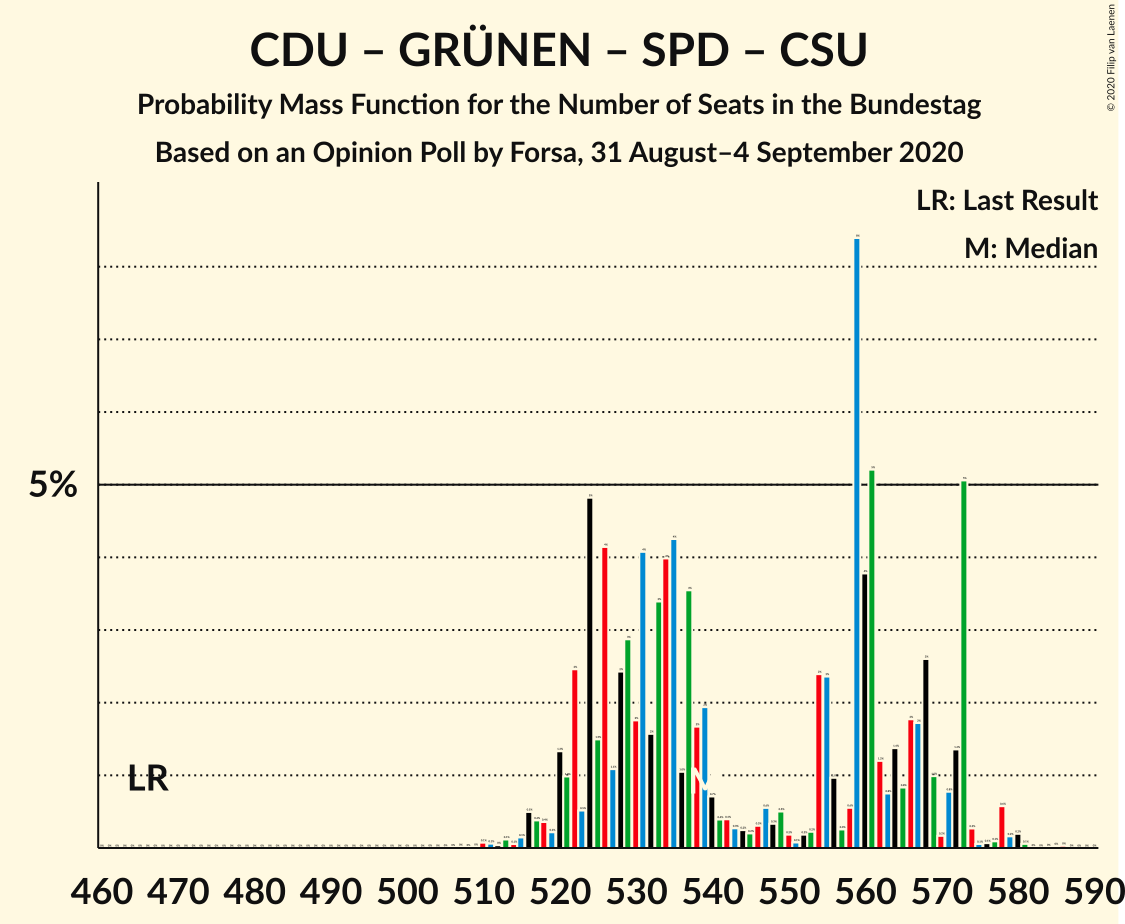 CDU – GRÜNEN – SPD – CSU
Probability Mass Function for the Number of Seats in the Bundestag
Based on an Opinion Poll by Forsa, 31 August–4 September 2020
© 2020 Filip van Laenen
LR: Last Result
M: Median
5%
LR
M
460 470 480 490 500 510 520 530 540 550 560 570 580 590